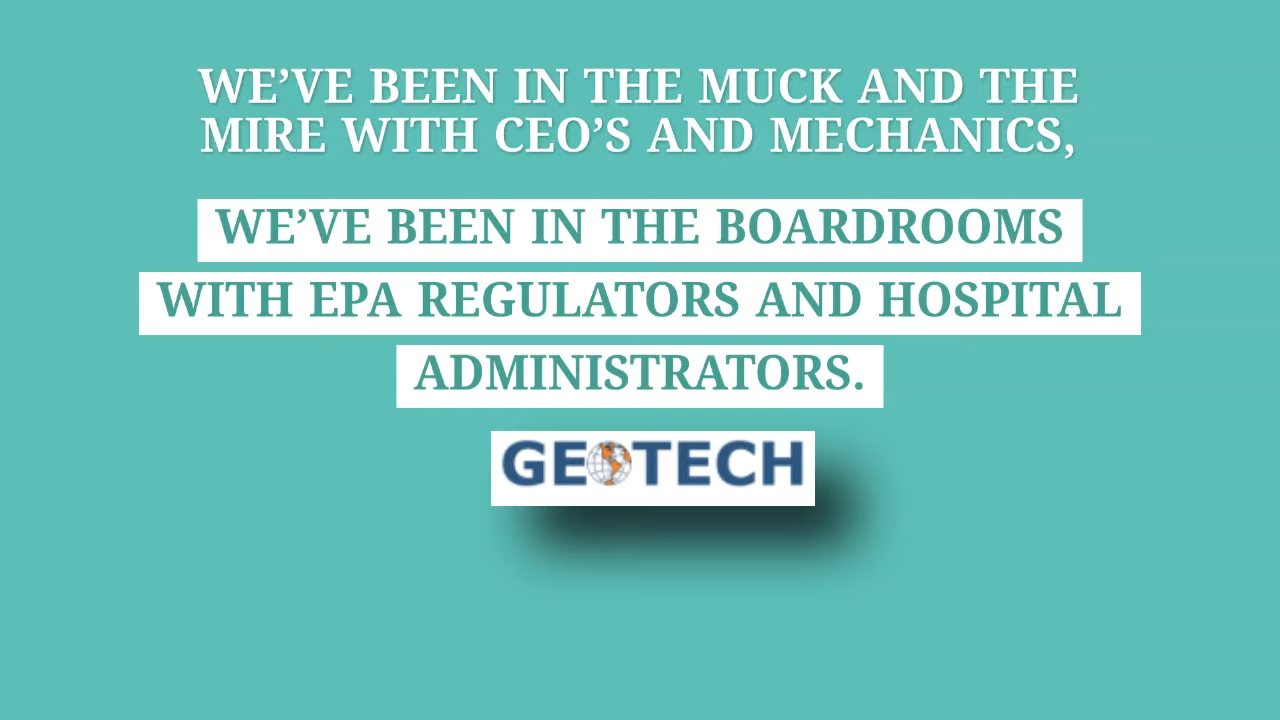 WE’VE BEEN IN THE MUCK AND THE
MIRE WITH CEO’S AND MECHANICS,
WE’VE BEEN IN THE BOARDROOMS
WITH EPA REGULATORS AND HOSPITAL
ADMINISTRATORS.
GEOTECH